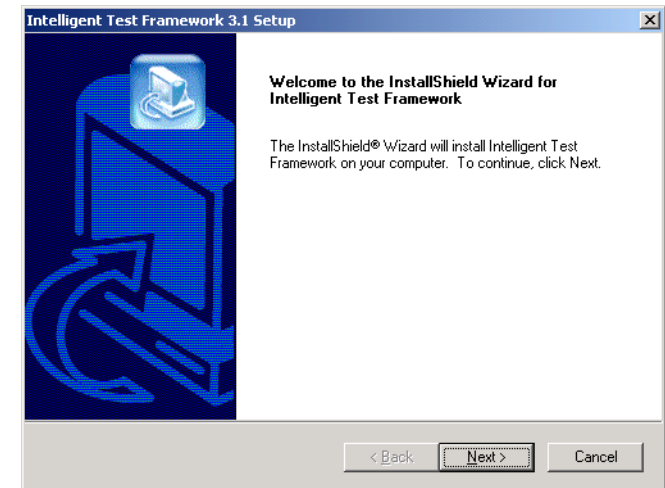 Intelligent Test Framework 3.1 Setup
Welcome to the InstallShield Wizard for
Intelligent Test Framework
The InstallShield® Wizard will install Intelligent Test
Framework on your computer.  To continue, click Next.
< Back
Next >
Cancel